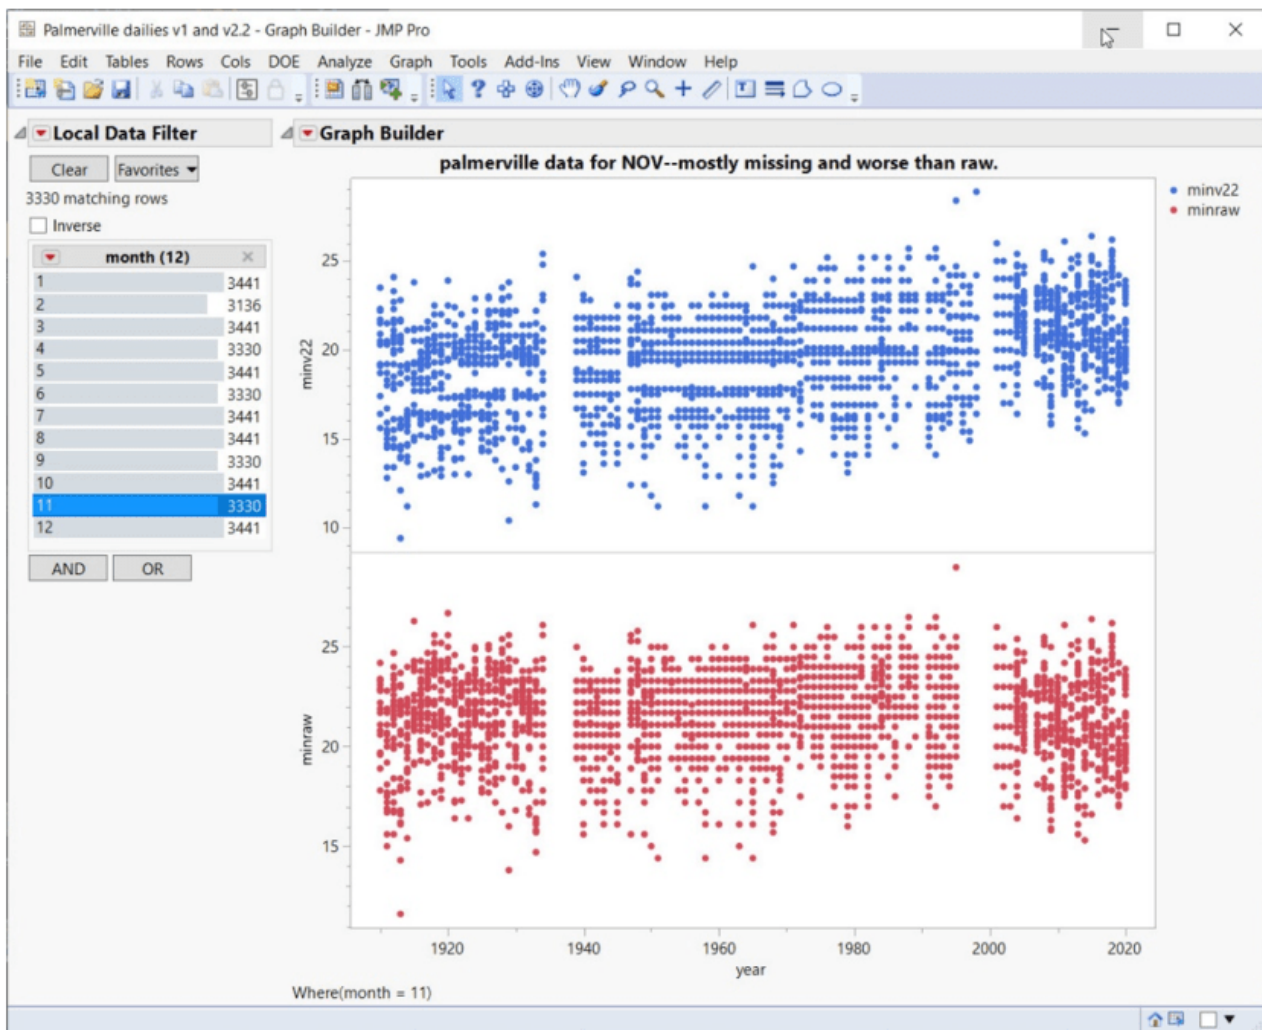 Palmerville dailies v1 and v2.2 - Graph Builder - JMP Pro
File Edit Tables Rows Cols DOE Analyze Graph Tools Add-Ins View Window Help
Local Data Filter
Clear Favorites
3330 matching rows
Inverse
month (12)
1 3441
2 3136
3 3441
4 3330
5 3441
6 3330
7 3441
8 3441
9 3330
10 3441
11 3330
12 3441
AND OR
Graph Builder
palmerville data for NOV--mostly missing and worse than raw.
minv22
minraw
25
20
15
10
minv22
25
20
15
minraw
1920 1940 1960 1980 2000 2020
year
Where(month = 11)